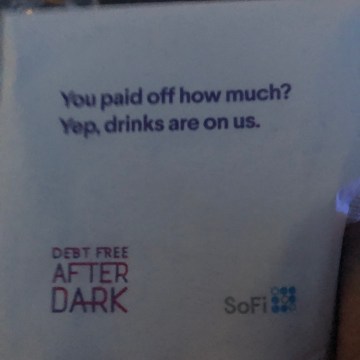 You paid off how much?
Yep, drinks are on us.
DEBT FREE
AFTER
DARK
SoFi